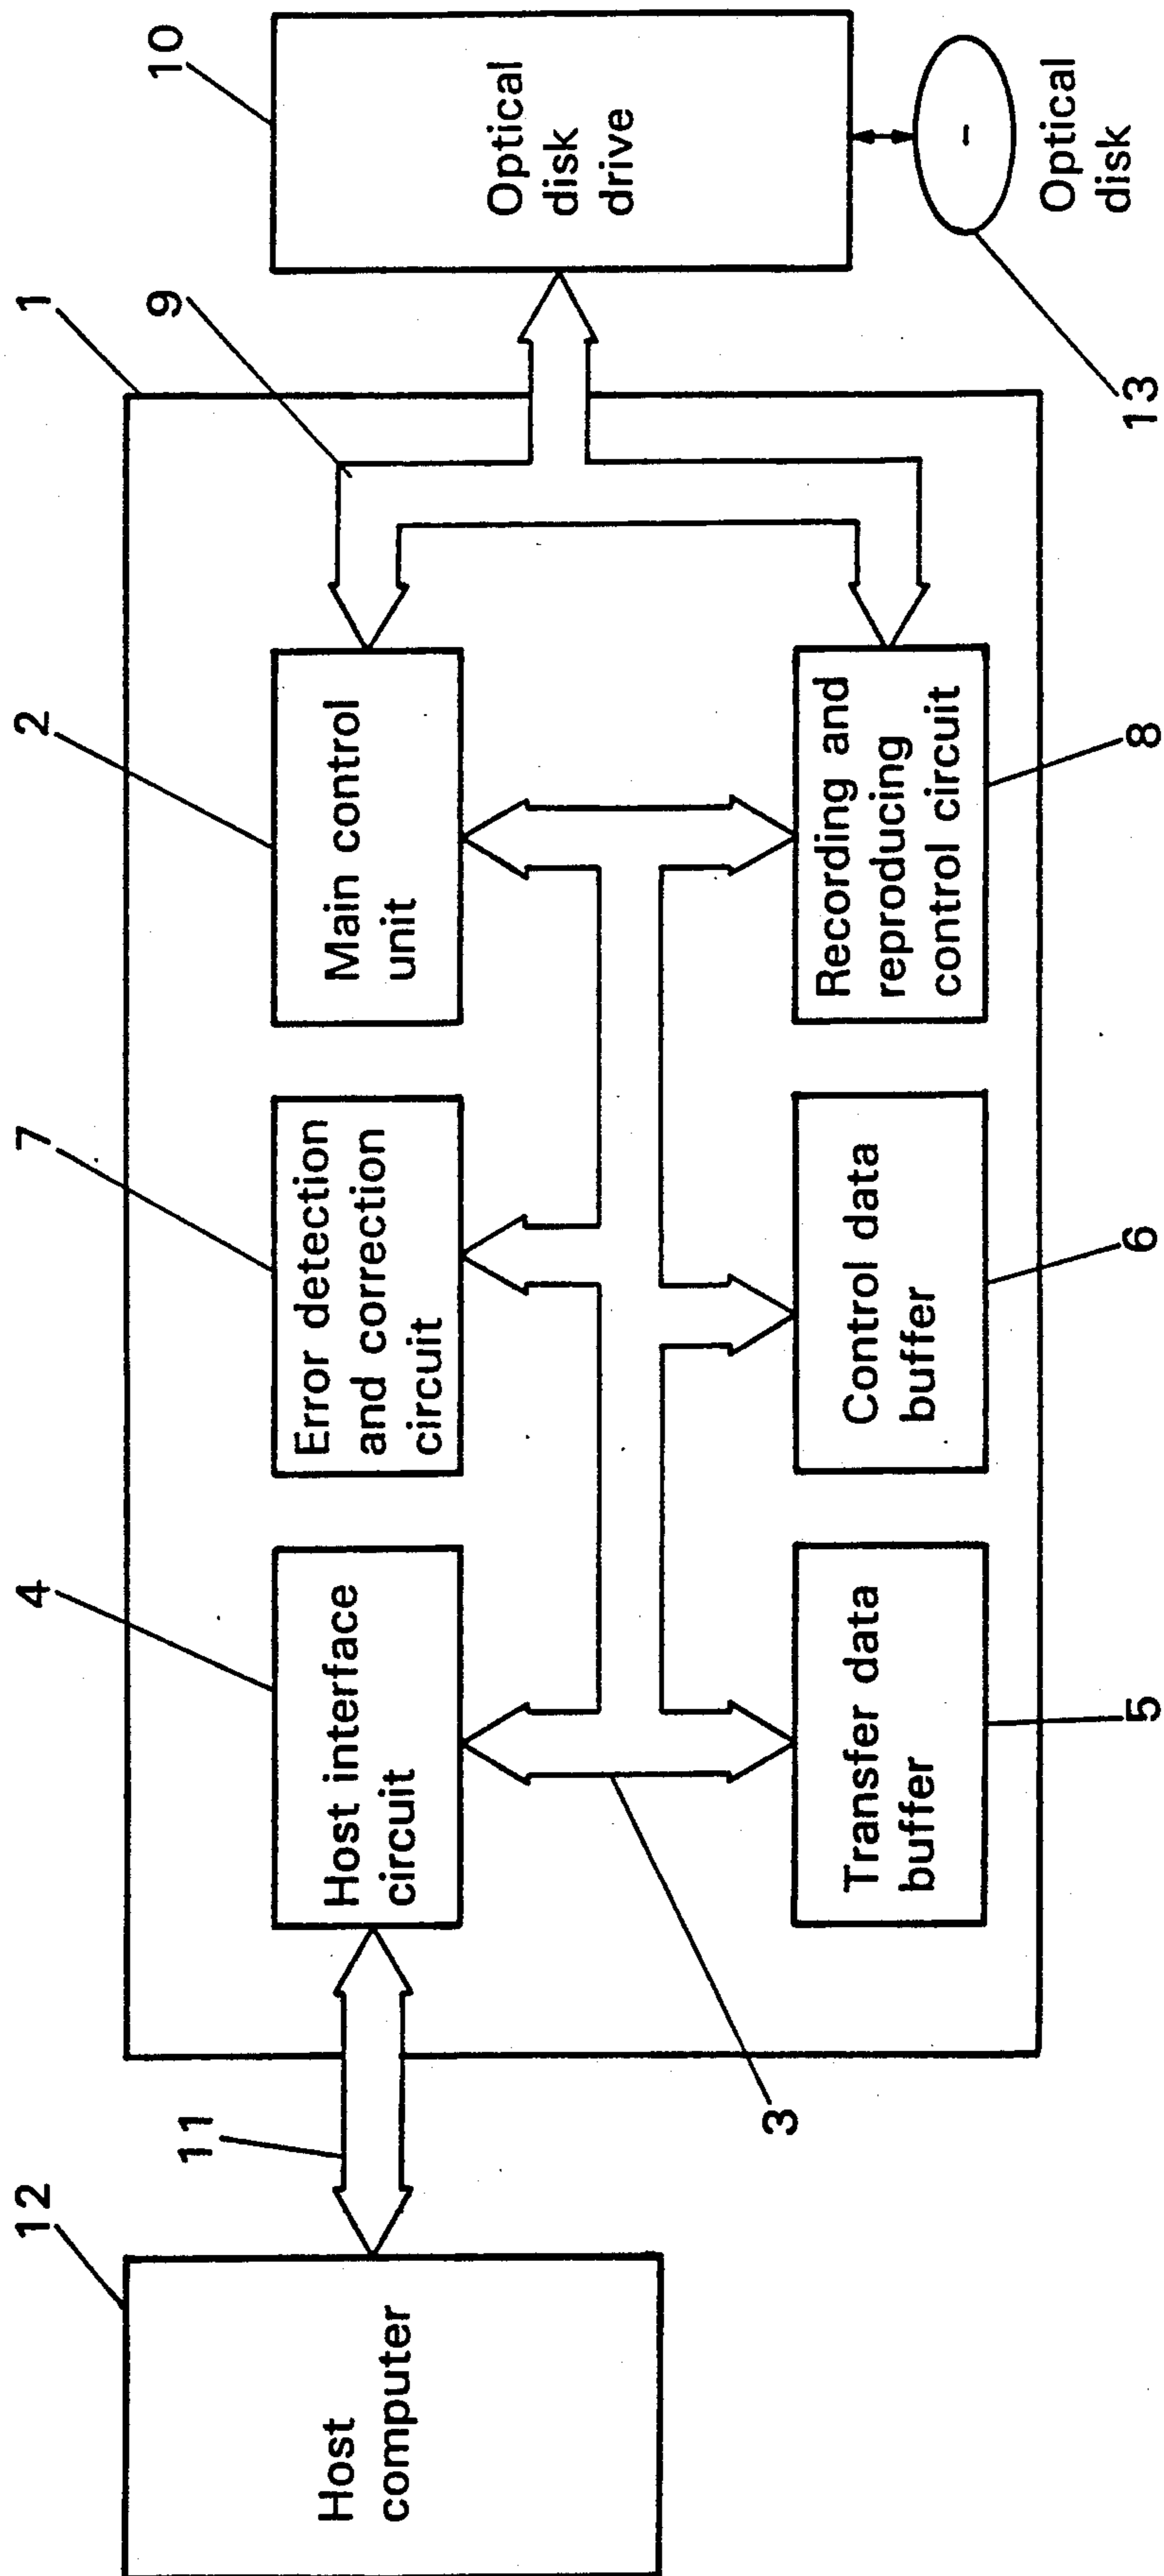 12
Host
computer
11
4
Host interface
circuit
7
Error detection
and correction
circuit
2
Main control
unit
9
1
10
Optical
disk
drive
3
Transfer data
buffer
5
Control data
buffer
6
Recording and
reproducing
control circuit
8
13
Optical
disk